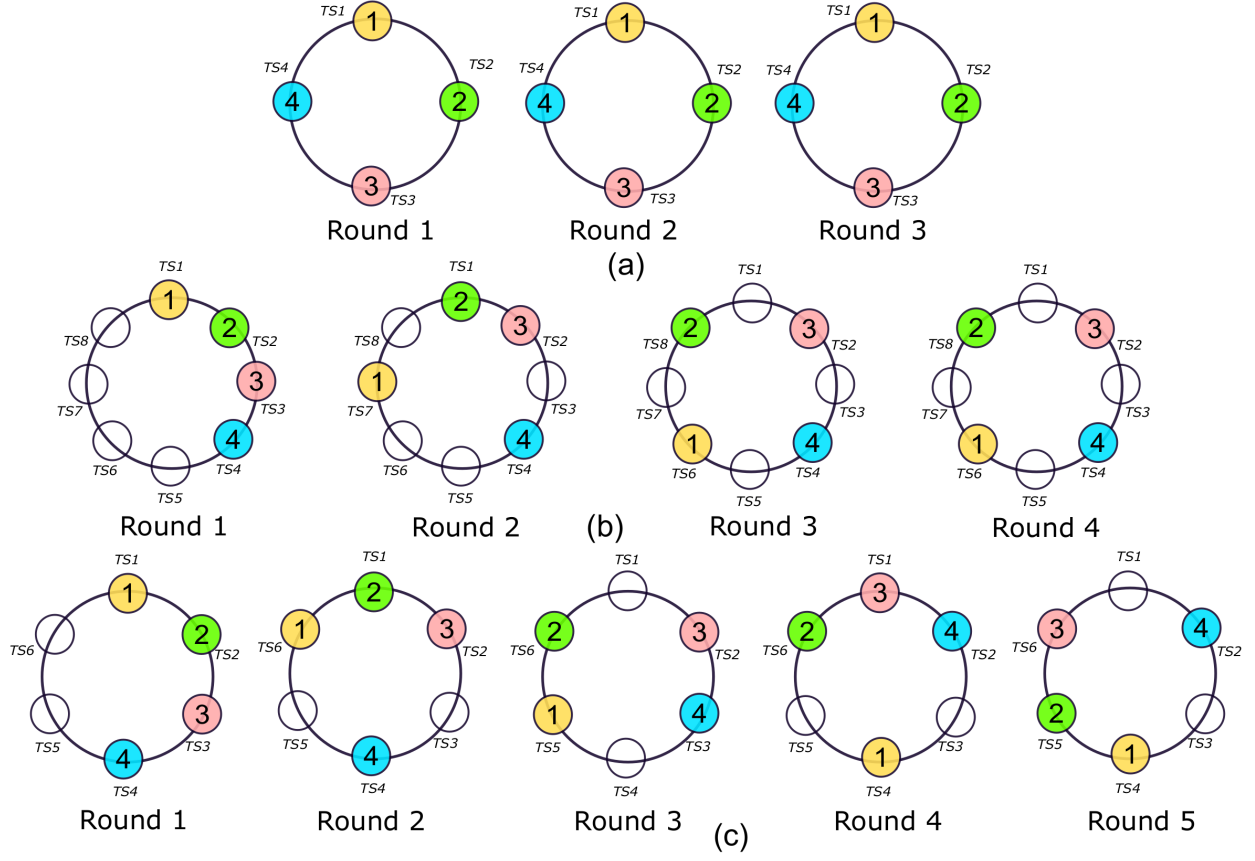 TS1 1 TS1 1 TS1 1
TS4 TS2 TS4 TS2 TS4 TS2
4 2 4 2 4 2
3 TS3 3 TS3 3 TS3
Round 1 Round 2 Round 3
(a)
TS1 TS1 TS1 TS1
1 2 2 3 2 3 2 3
TS8 TS2 TS8 TS2 TS8 TS2 TS8 TS2
3 1
TS7 TS3 TS7 TS3 TS7 TS3 TS7 TS3
4 4 1 4 1 4
TS6 TS4 TS6 TS4 TS6 TS4 TS6 TS4
TS5 TS5 TS5 TS5
Round 1 Round 2 (b) Round 3 Round 4
TS1 TS1 TS1 TS1 TS1
1 2 3
2 1 3 2 3 2 4 3 4
TS6 TS2 TS6 TS2 TS6 TS2 TS6 TS2 TS6 TS2
3 1 4 2
TS5 TS3 TS5 TS3 TS5 TS3 TS5 TS3 TS5 TS3
4 4 1 1
TS4 TS4 TS4 TS4 TS4
Round 1 Round 2 Round 3 (c) Round 4 Round 5